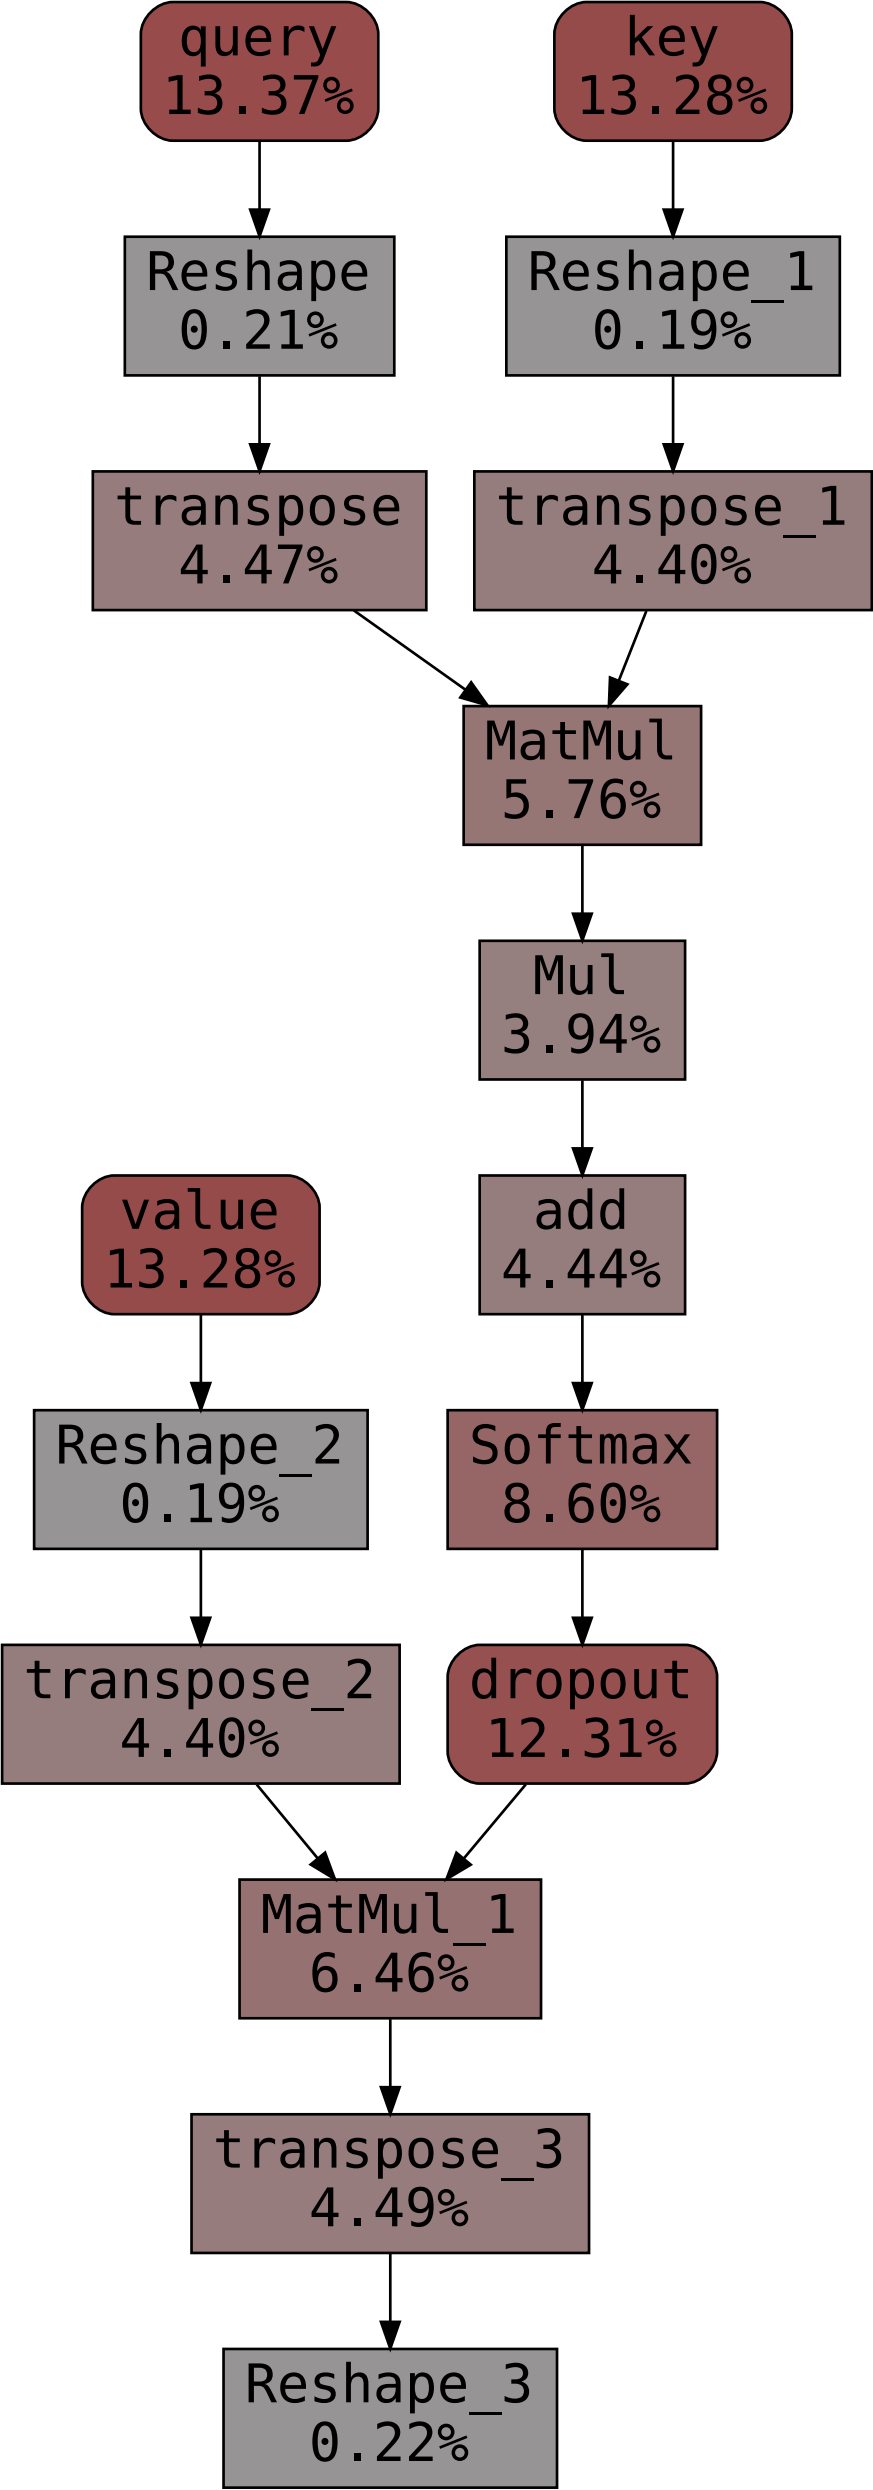 query
13.37%
key
13.28%
Reshape
0.21%
Reshape_1
0.19%
transpose
4.47%
transpose_1
4.40%
MatMul
5.76%
Mul
3.94%
add
4.44%
value
13.28%
Reshape_2
0.19%
Softmax
8.60%
transpose_2
4.40%
dropout
12.31%
MatMul_1
6.46%
transpose_3
4.49%
Reshape_3
0.22%